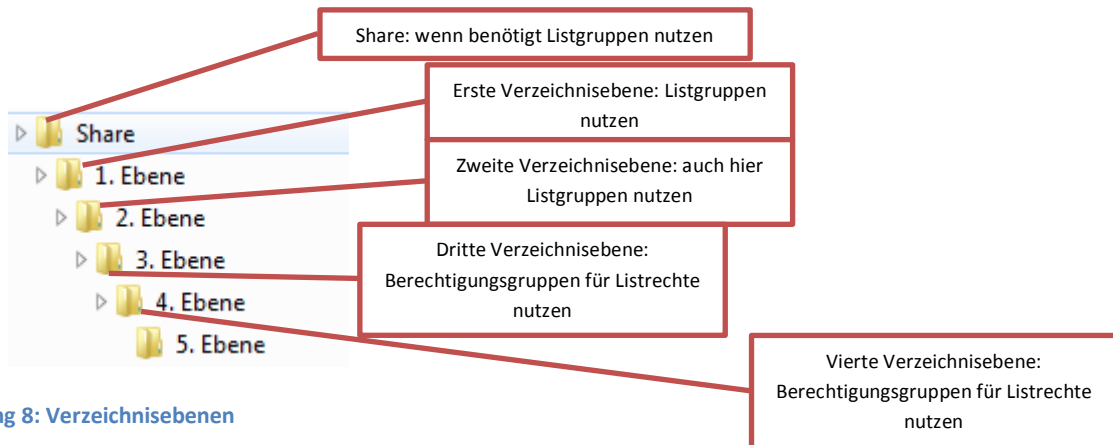 Share: wenn benötigt Listgruppen nutzen
Erste Verzeichnisebene: Listgruppen
nutzen
Zweite Verzeichnisebene: auch hier
Listgruppen nutzen
Dritte Verzeichnisebene:
Berechtigungsgruppen für Listrechte
nutzen
Vierte Verzeichnisebene:
Berechtigungsgruppen für Listrechte
nutzen
Share
1. Ebene
2. Ebene
3. Ebene
4. Ebene
5. Ebene
g 8: Verzeichnisebenen